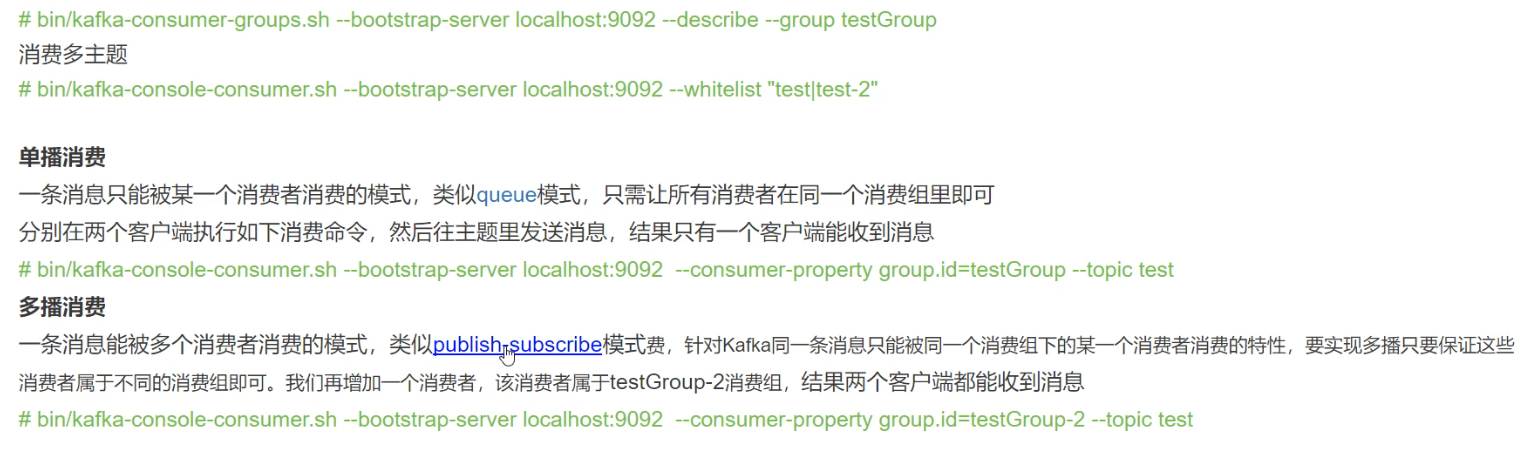 # bin/kafka-consumer-groups.sh --bootstrap-server localhost:9092 --describe --group testGroup
消费多主题
# bin/kafka-console-consumer.sh --bootstrap-server localhost:9092 --whitelist "test|test-2"
单播消费
一条消息只能被某一个消费者消费的模式，类似queue模式，只需让所有消费者在同一个消费组里即可
分别在两个客户端执行如下消费命令，然后往主题里发送消息，结果只有一个客户端能收到消息
# bin/kafka-console-consumer.sh --bootstrap-server localhost:9092  --consumer-property group.id=testGroup --topic test
多播消费
一条消息能被多个消费者消费的模式，类似publish-subscribe模式费，针对Kafka同一条消息只能被同一个消费组下的某一个消费者消费的特性，要实现多播只要保证这些
消费者属于不同的消费组即可。我们再增加一个消费者，该消费者属于testGroup-2消费组，结果两个客户端都能收到消息
# bin/kafka-console-consumer.sh --bootstrap-server localhost:9092  --consumer-property group.id=testGroup-2 --topic test